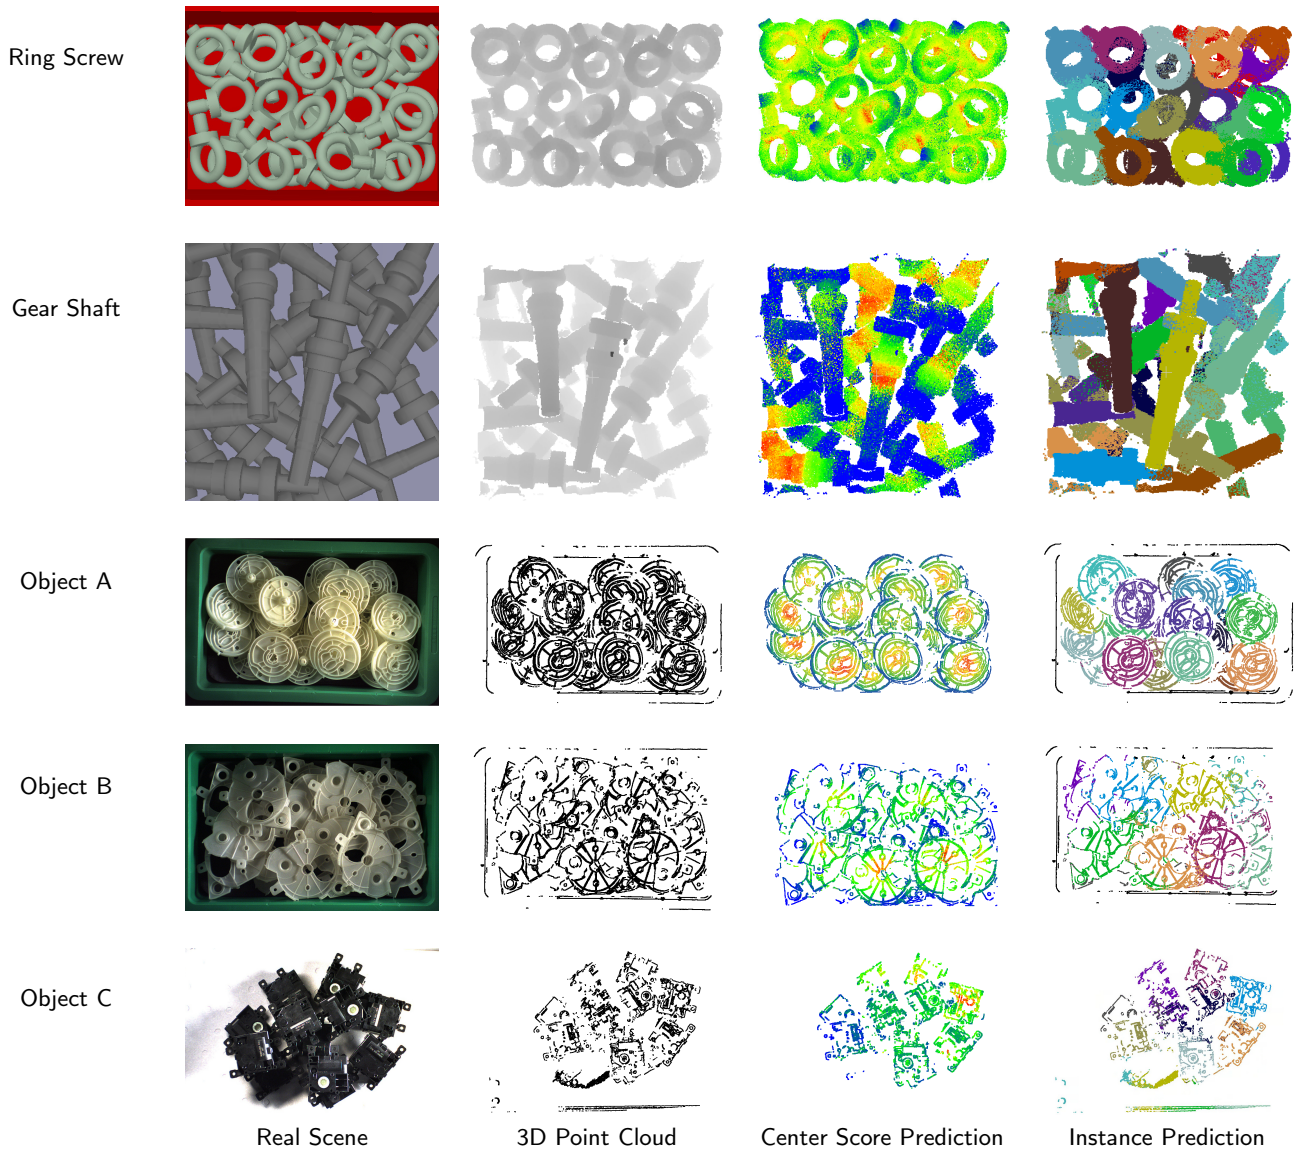 Ring Screw
Gear Shaft
Object A
Object B
Object C
Real Scene
3D Point Cloud
Center Score Prediction
Instance Prediction